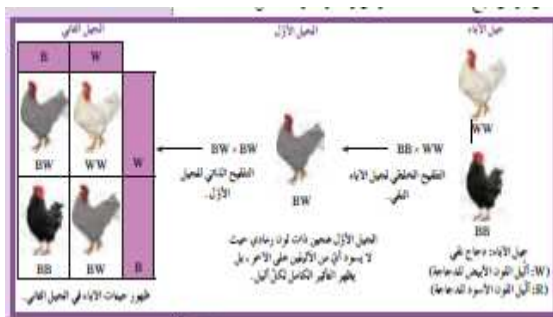 جيل الآباء
WW
BB
جيل الآباء: دجاج نقي
(W: أليل اللون الأبيض للدجاجة)
(R: أليل اللون الأسود للدجاجة)
BB × WW
التلقيح الخلطي لجيل الآباء
النقي.
الجيل الأوّل
BW
الجيل الأوّل هجين ذات لون رمادي حيث
لا يسود أيّ من الأليلين على الآخر، بل
يظهر التأثير الكامل لكلّ أليل.
BW × BW
التلقيح الذاتي للجيل
الأوّل.
الجيل الثاني
B W
BW WW W
BB BW B
ظهور صفات الآباء في الجيل الثاني.